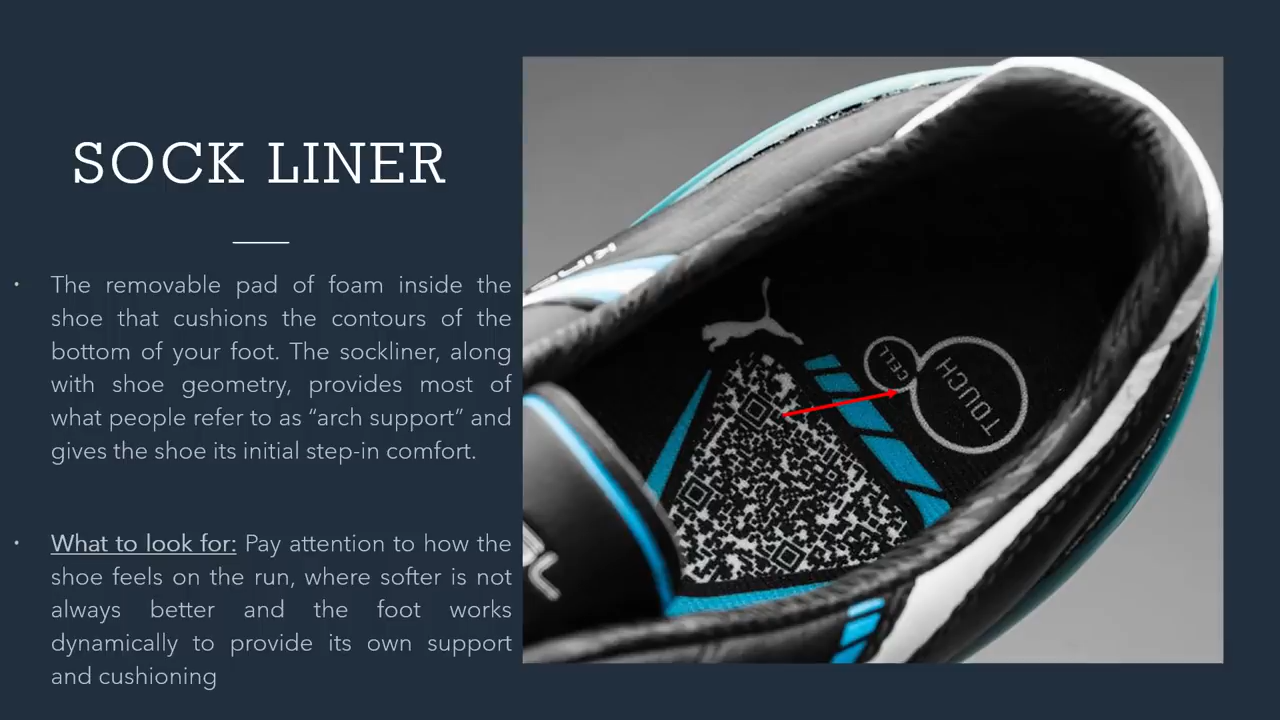 SOCK LINER
• The removable pad of foam inside the
shoe that cushions the contours of the
bottom of your foot. The sockliner, along
with shoe geometry, provides most of
what people refer to as “arch support” and
gives the shoe its initial step-in comfort.
• What to look for: Pay attention to how the
shoe feels on the run, where softer is not
always better and the foot works
dynamically to provide its own support
and cushioning
KING
CELL
TOUCH